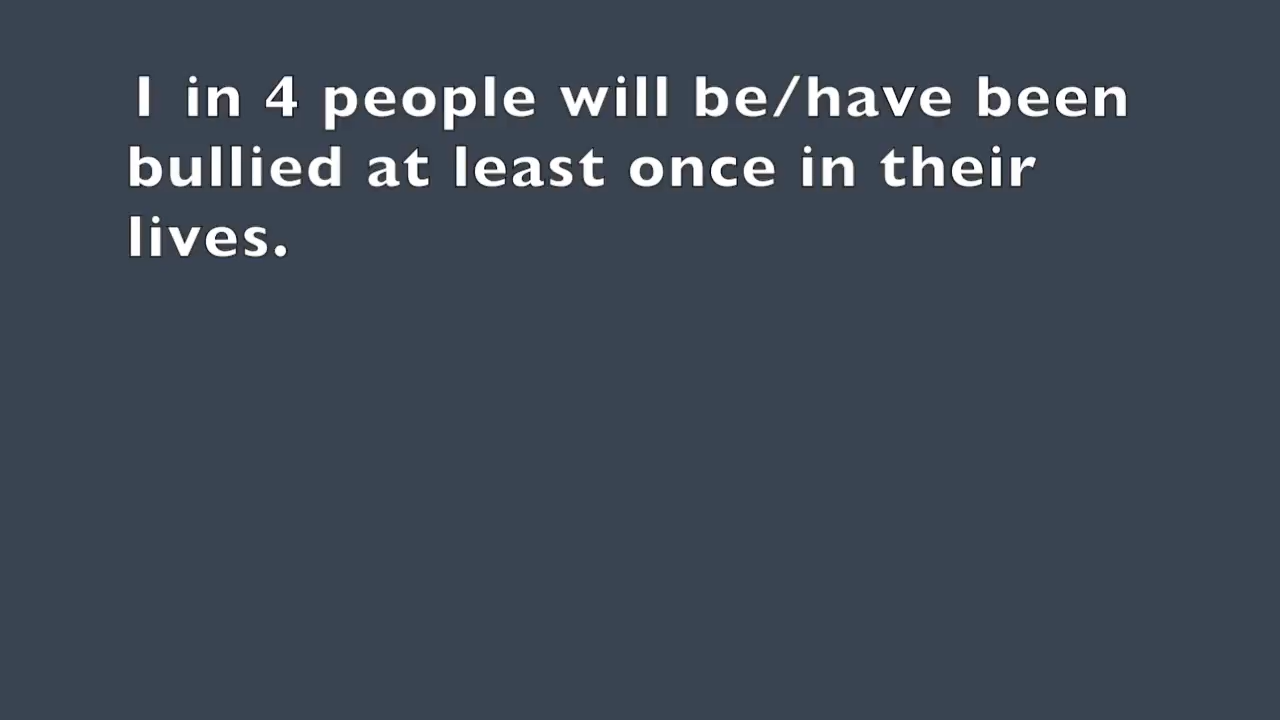 1 in 4 people will be/have been
bullied at least once in their
lives.